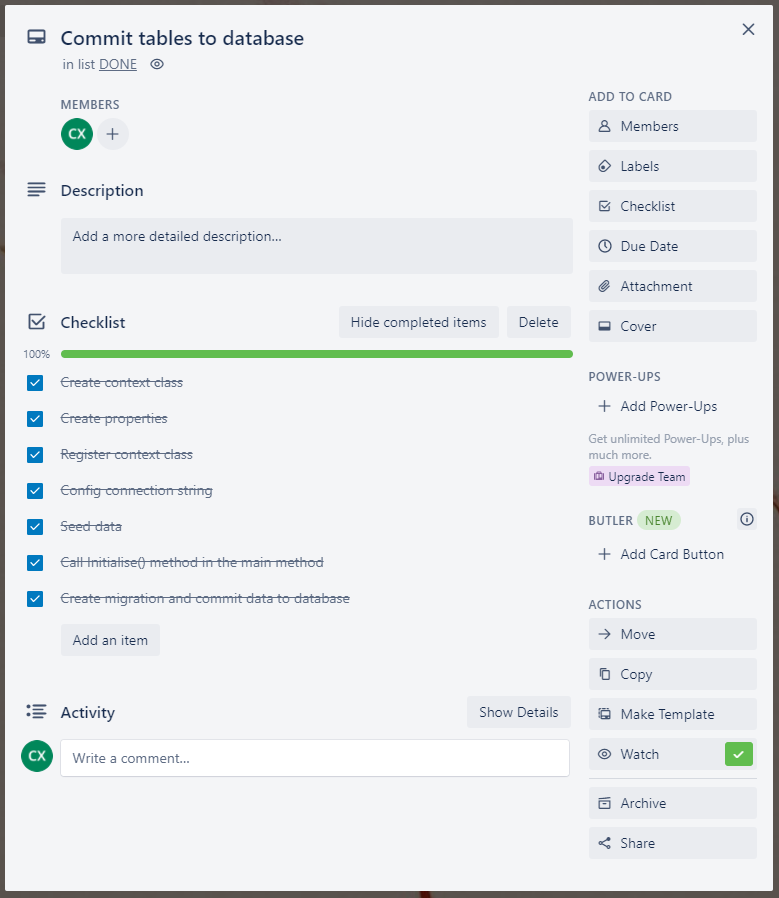 Commit tables to database
in list DONE
MEMBERS
CX
Description
Add a more detailed description...
Checklist
Hide completed items
Delete
100%
Create context class
Create properties
Register context class
Config connection string
Seed data
Call Initialise() method in the main method
Create migration and commit data to database
Add an item
Activity
Show Details
CX
Write a comment...
ADD TO CARD
Members
Labels
Checklist
Due Date
Attachment
Cover
POWER-UPS
Add Power-Ups
Get unlimited Power-Ups, plus
much more.
Upgrade Team
BUTLER NEW
Add Card Button
ACTIONS
Move
Copy
Make Template
Watch
Archive
Share